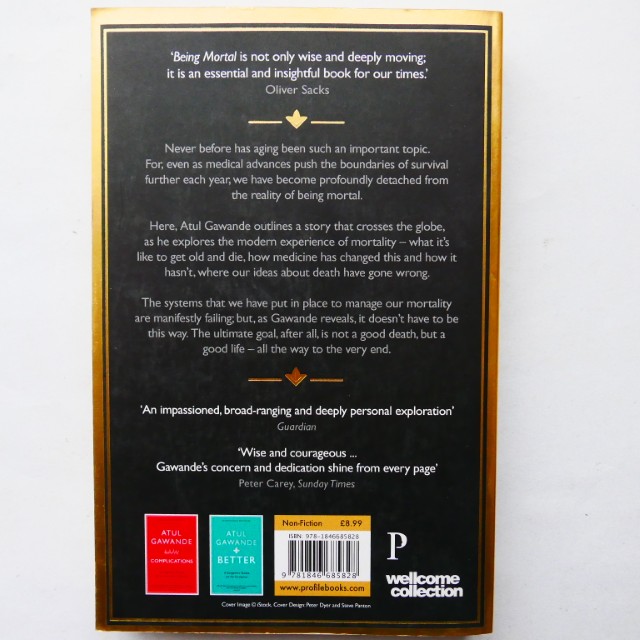 ‘Being Mortal is not only wise and deeply moving;
it is an essential and insightful book for our times.’
Oliver Sacks
Never before has aging been such an important topic.
For, even as medical advances push the boundaries of survival
further each year, we have become profoundly detached from
the reality of being mortal.
Here, Atul Gawande outlines a story that crosses the globe,
as he explores the modern experience of mortality – what it's
like to get old and die, how medicine has changed this and how it
hasn't, where our ideas about death have gone wrong.
The systems that we have put in place to manage our mortality
are manifestly failing; but, as Gawande reveals, it doesn't have to be
this way. The ultimate goal, after all, is not a good death, but a
good life – all the way to the very end.
‘An impassioned, broad-ranging and deeply personal exploration’
Guardian
‘Wise and courageous ...
Gawande's concern and dedication shine from every page’
Peter Carey, Sunday Times
ATUL
GAWANDE
COMPLICATIONS
ATUL
GAWANDE
+
BETTER
Non-Fiction £8.99
ISBN 978-1846685828
9 781846 685828
www.profilebooks.com
P
wellcome
collection
Cover Image © iStock, Cover Design: Peter Dyer and Steve Panton